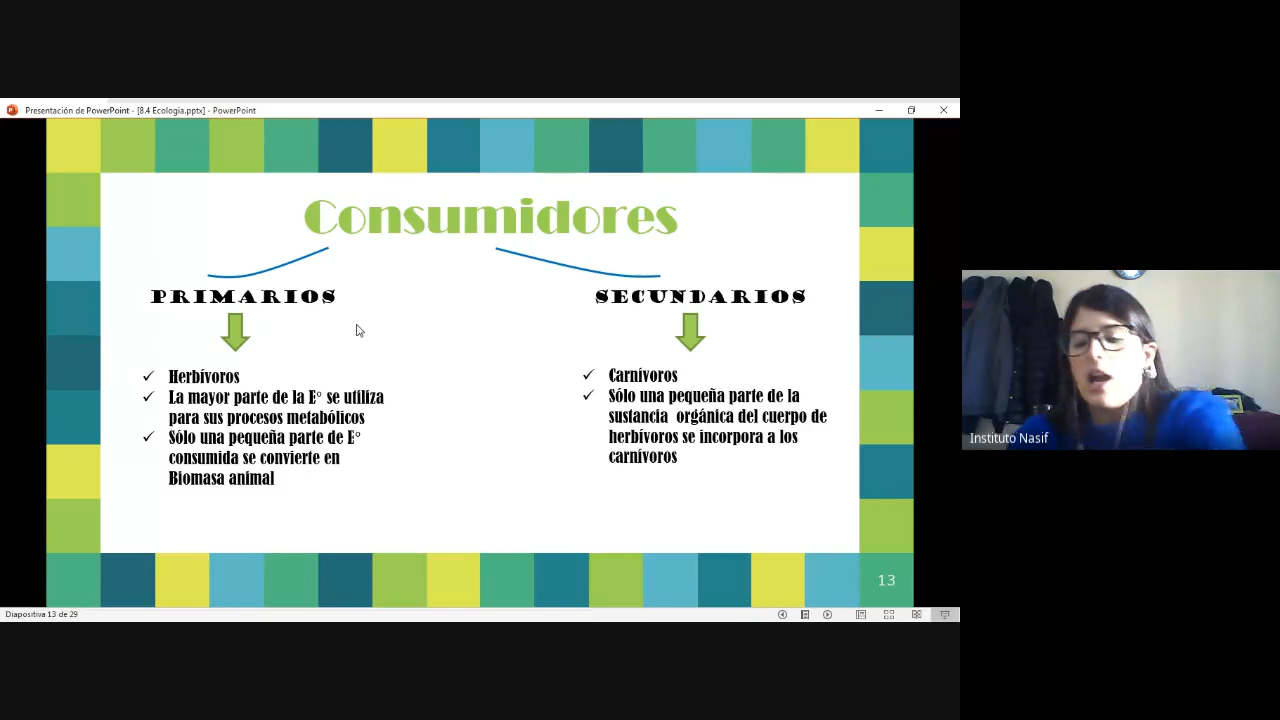 Presentación de PowerPoint - [8.4 Ecologia.pptx] - PowerPoint
Consumidores
PRIMARIOS
Herbívoros
La mayor parte de la E° se utiliza
para sus procesos metabólicos
Sólo una pequeña parte de E°
consumida se convierte en
Biomasa animal
SECUNDARIOS
Carnívoros
Sólo una pequeña parte de la
sustancia orgánica del cuerpo de
herbívoros se incorpora a los
carnívoros
13
Diapositiva 13 de 29
Instituto Nasif